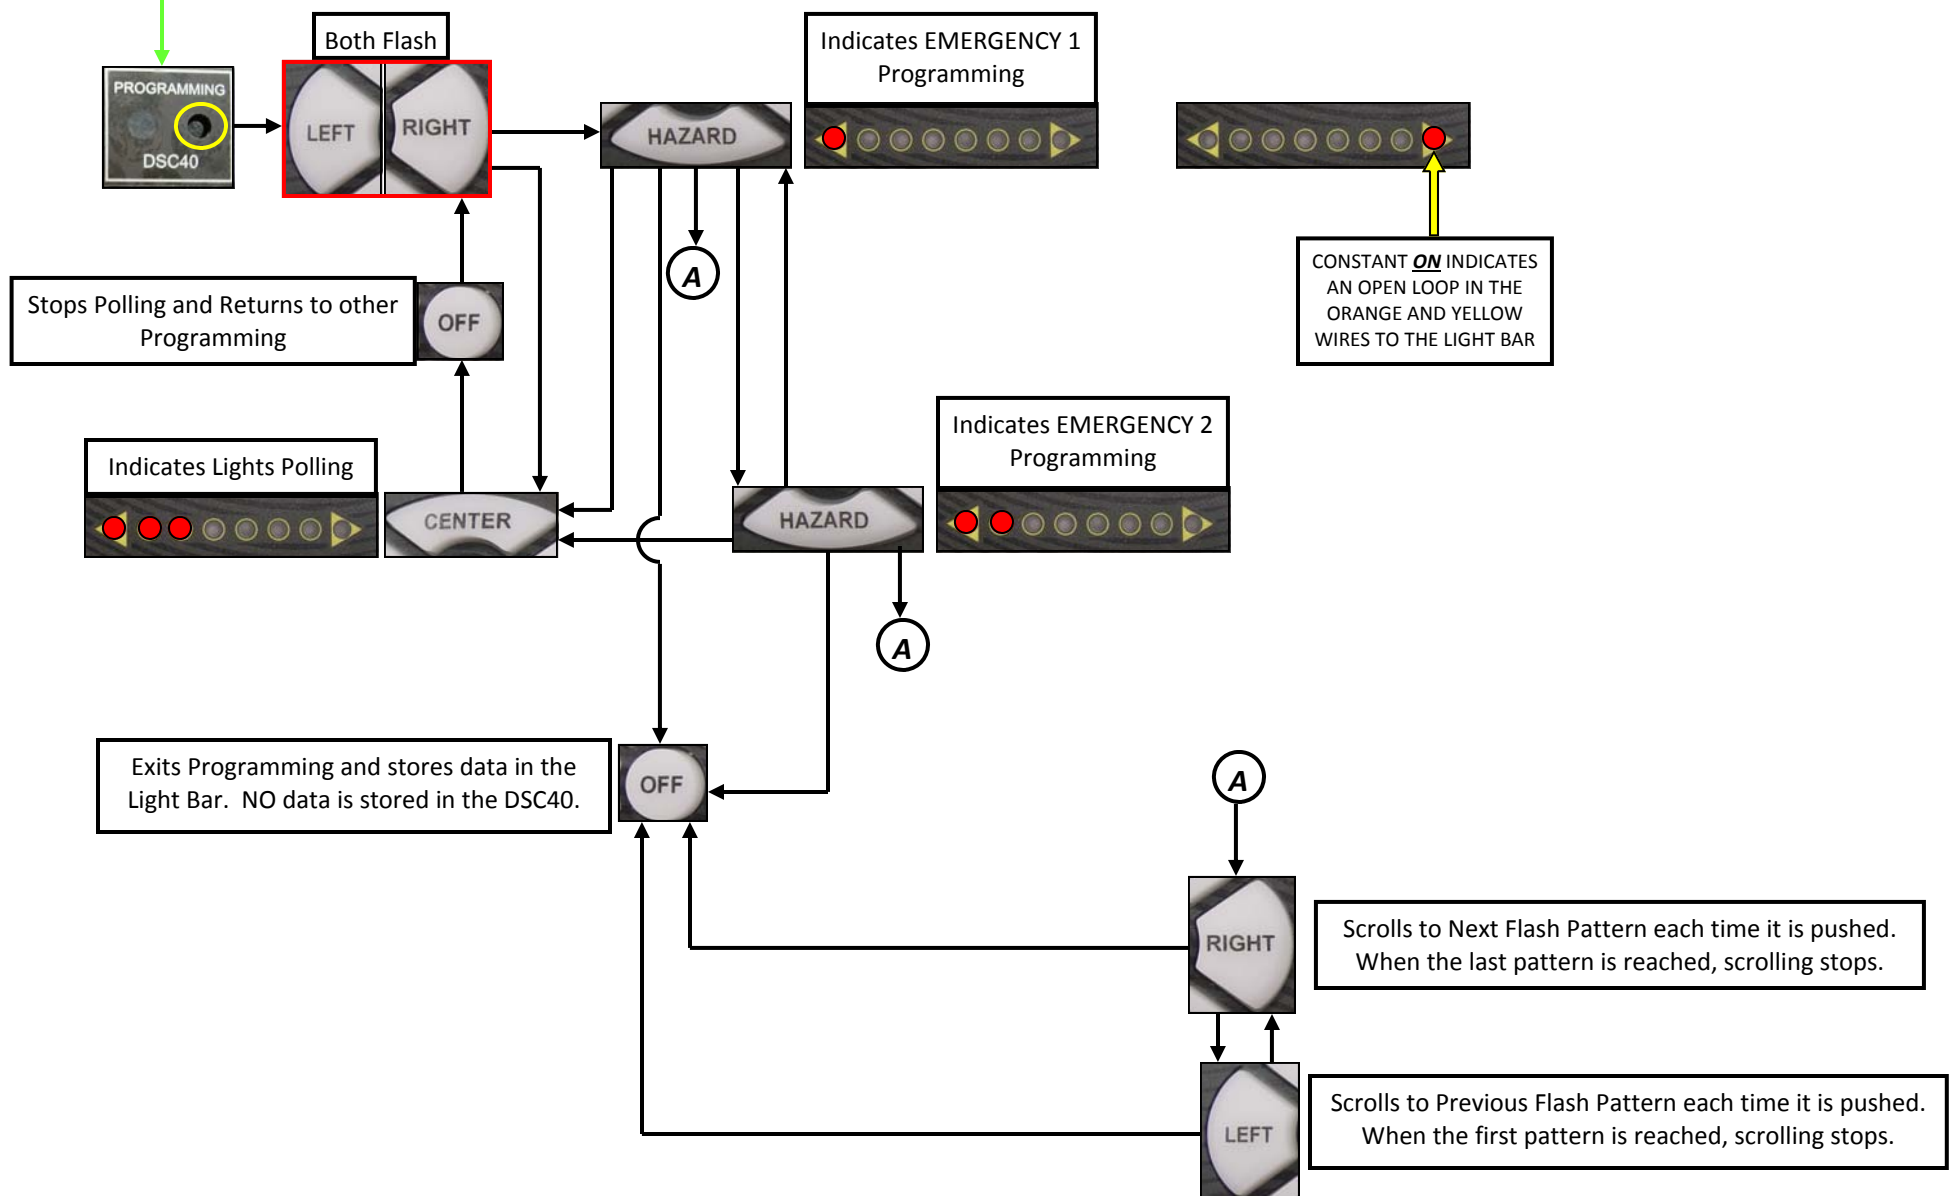 Both Flash
Indicates EMERGENCY 1
Programming
PROGRAMMING
DSC40
LEFT
RIGHT
HAZARD
CONSTANT ON INDICATES
AN OPEN LOOP IN THE
ORANGE AND YELLOW
WIRES TO THE LIGHT BAR
A
Stops Polling and Returns to other
Programming
OFF
Indicates EMERGENCY 2
Programming
Indicates Lights Polling
CENTER
HAZARD
A
Exits Programming and stores data in the
Light Bar.  NO data is stored in the DSC40.
OFF
A
RIGHT
Scrolls to Next Flash Pattern each time it is pushed.
When the last pattern is reached, scrolling stops.
LEFT
Scrolls to Previous Flash Pattern each time it is pushed.
When the first pattern is reached, scrolling stops.